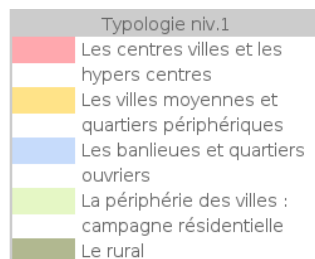 Typologie niv.1
Les centres villes et les
hypers centres
Les villes moyennes et
quartiers périphériques
Les banlieues et quartiers
ouvriers
La périphérie des villes :
campagne résidentielle
Le rural